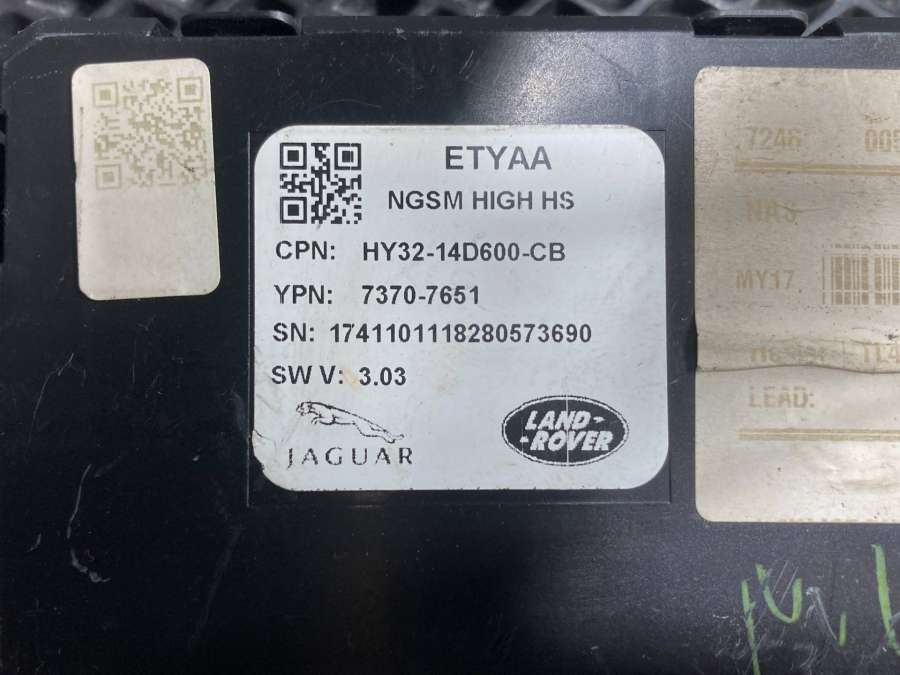 ETYAA
NGSM HIGH HS
CPN: HY32-14D600-CB
YPN: 7370-7651
SN: 1741101118280573690
SW V: 3.03
JAGUAR
LAND-
-ROVER
7246
NAS
MY17
LEAD: